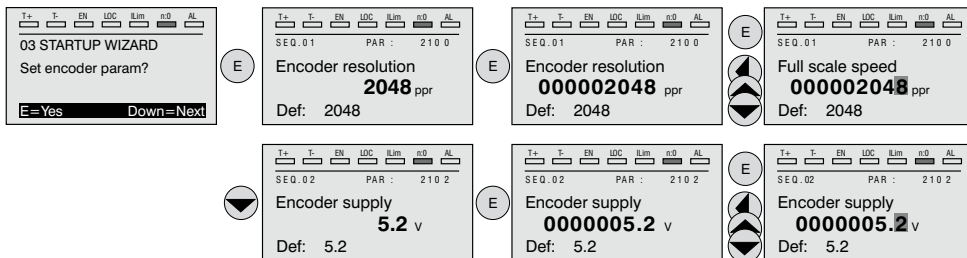 T+ T- EN LOC ILim n:0 AL
03 STARTUP WIZARD
Set encoder param?
E=Yes Down=Next
E
T+ T- EN LOC ILim n:0 AL
SEQ.01 PAR : 2100
Encoder resolution
2048 ppr
Def: 2048
E
T+ T- EN LOC ILim n:0 AL
SEQ.01 PAR : 2100
Encoder resolution
000002048 ppr
Def: 2048
E
T+ T- EN LOC ILim n:0 AL
SEQ.01 PAR : 2100
Full scale speed
000002048 ppr
Def: 2048
T+ T- EN LOC ILim n:0 AL
SEQ.02 PAR : 2102
Encoder supply
5.2 V
Def: 5.2
E
T+ T- EN LOC ILim n:0 AL
SEQ.02 PAR : 2102
Encoder supply
0000005.2 V
Def: 5.2
E
T+ T- EN LOC ILim n:0 AL
SEQ.02 PAR : 2102
Encoder supply
0000005.2 V
Def: 5.2